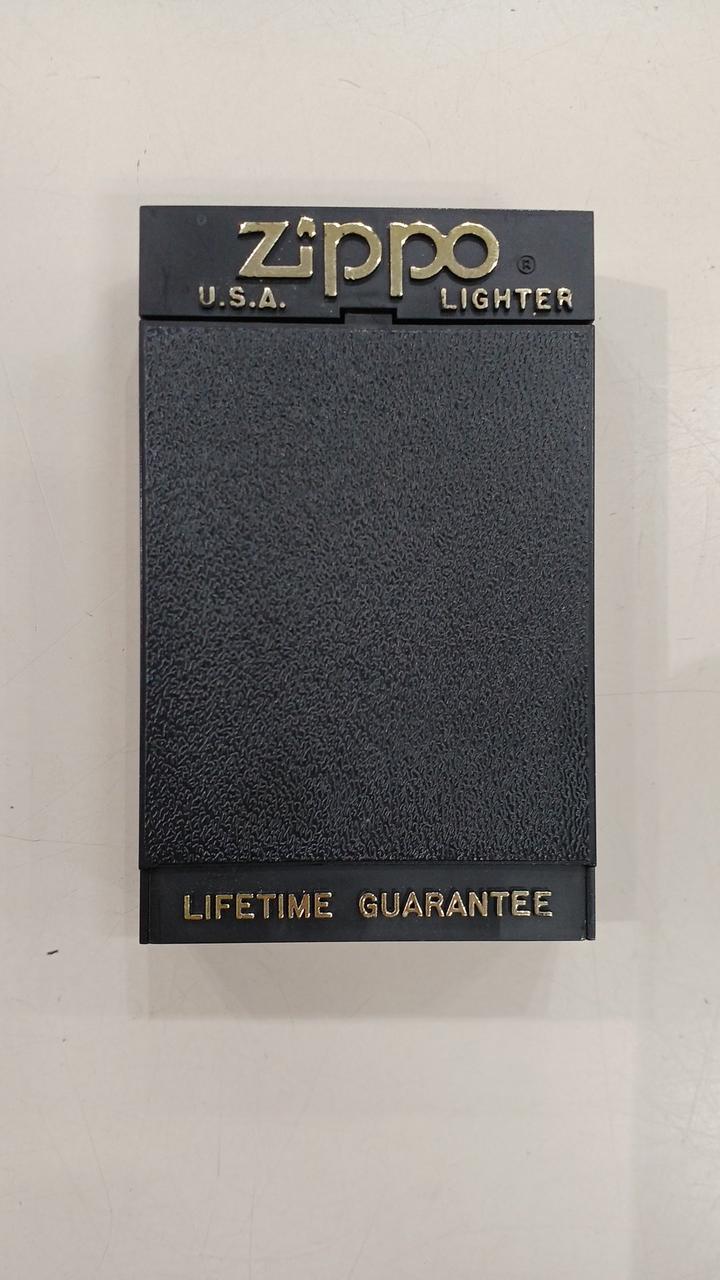 Zippo ®
U.S.A. LIGHTER
LIFETIME GUARANTEE